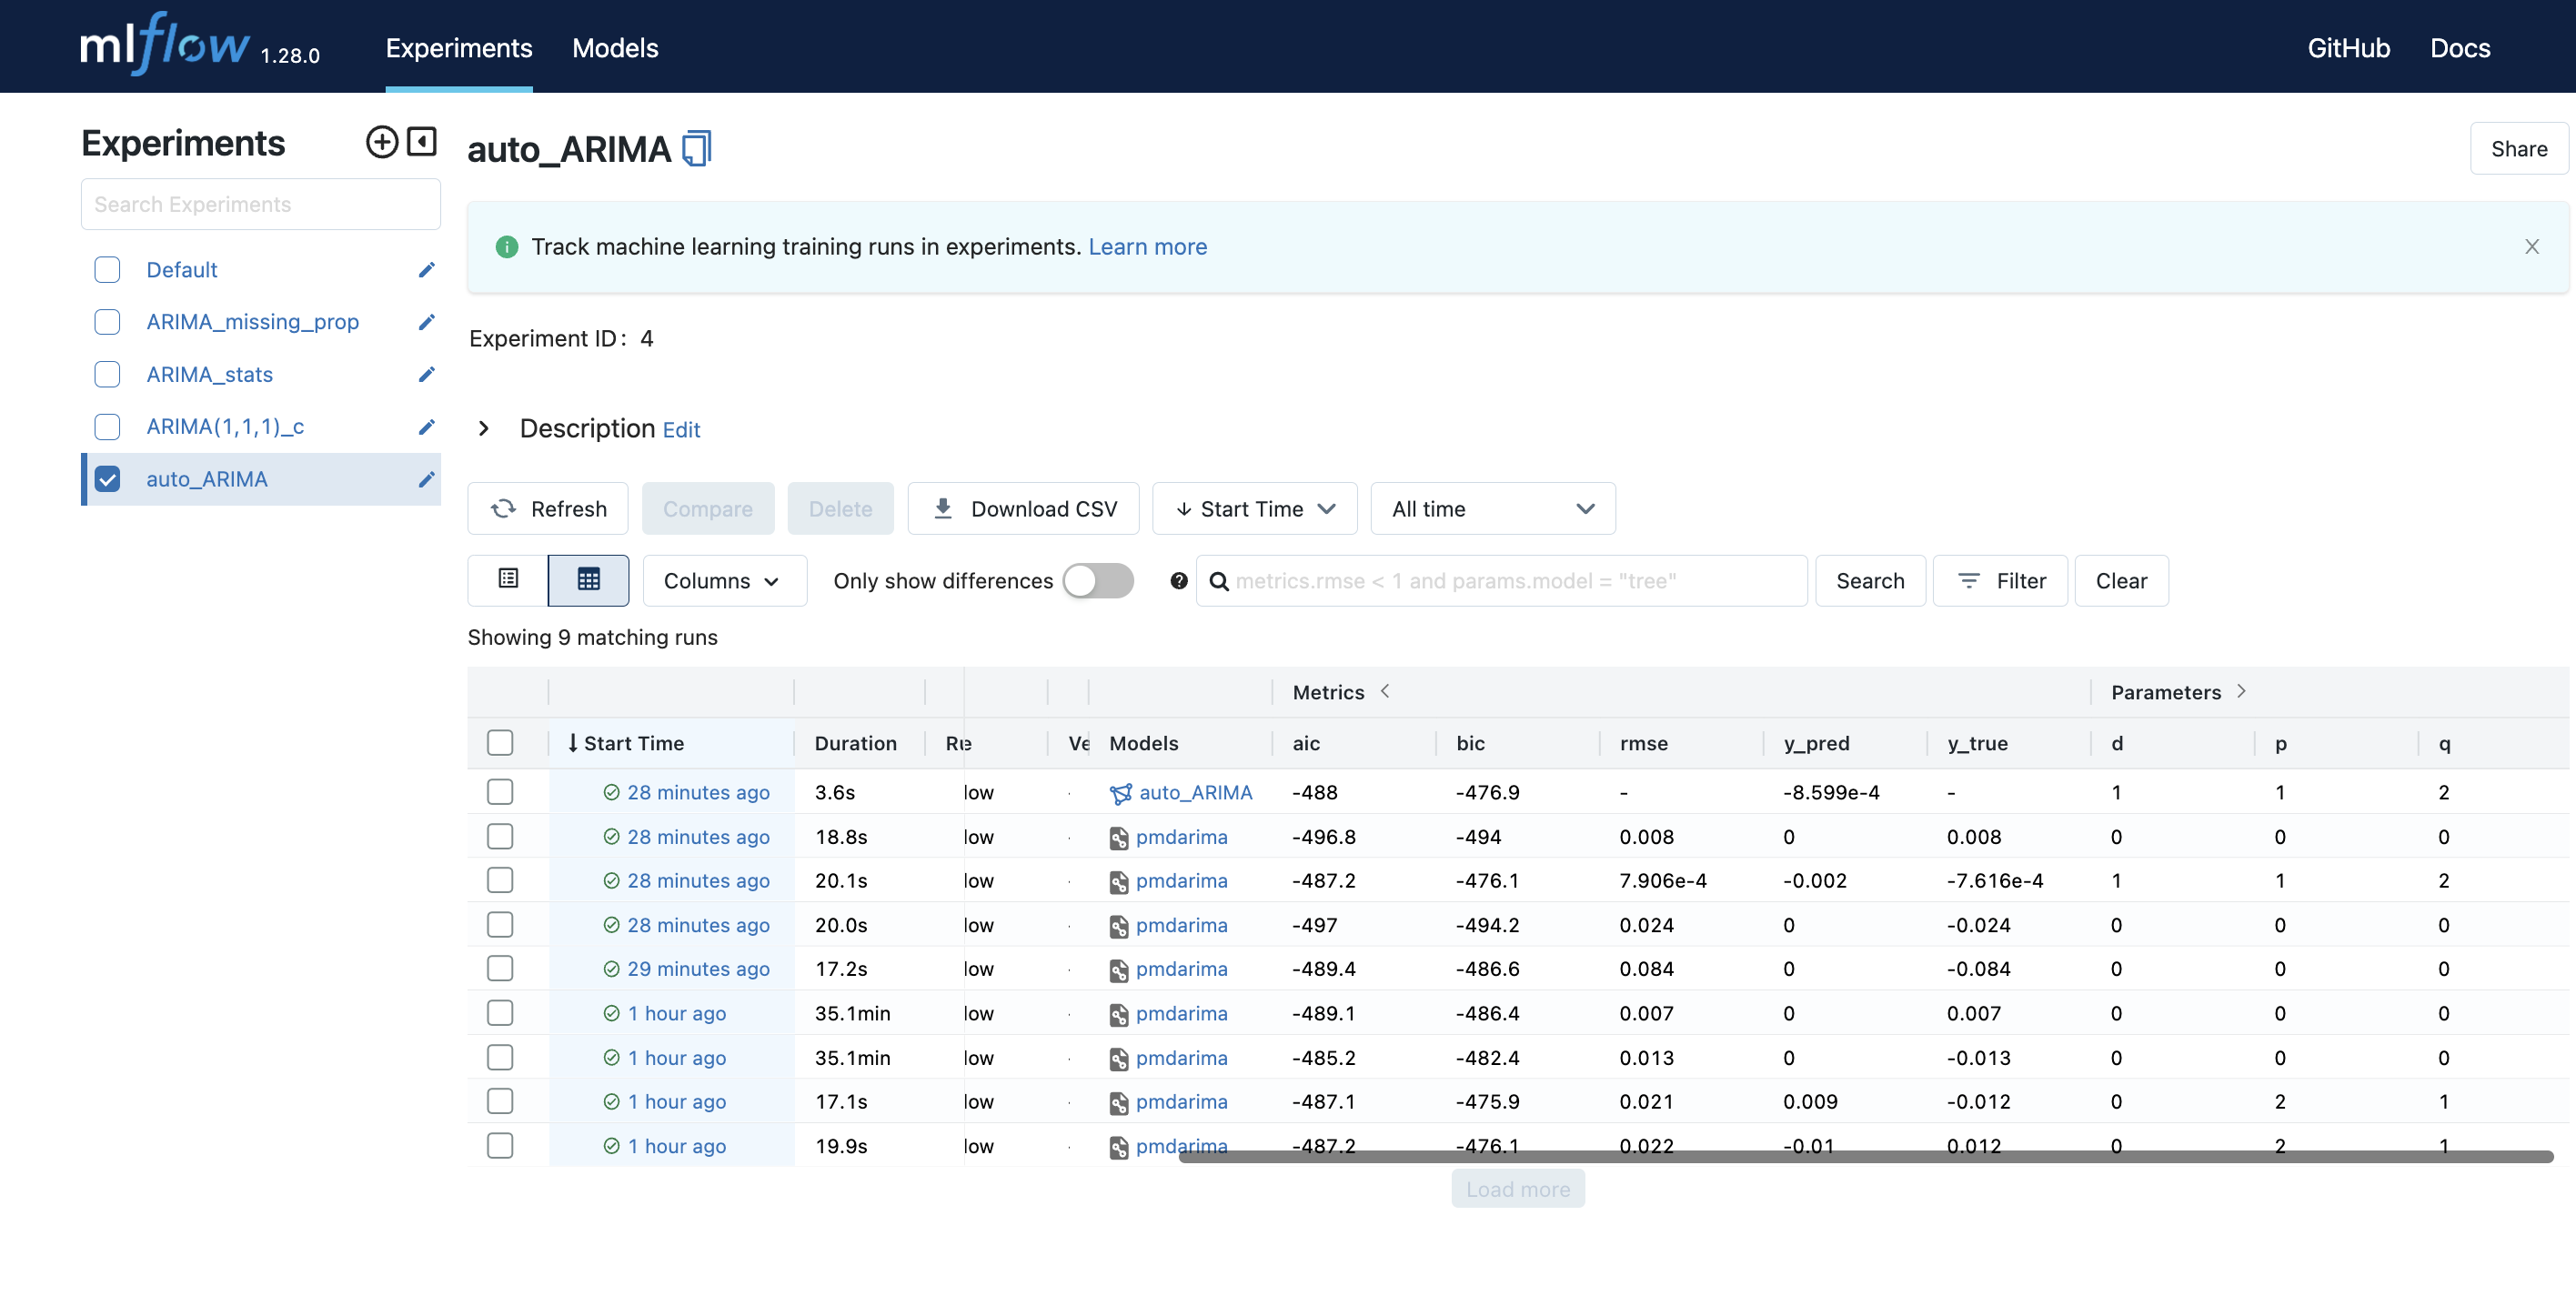 mlflow 1.28.0 Experiments Models GitHub Docs
Experiments
Search Experiments
Default
ARIMA_missing_prop
ARIMA_stats
ARIMA(1,1,1)_c
auto_ARIMA
auto_ARIMA Share
Track machine learning training runs in experiments. Learn more
Experiment ID: 4
Description Edit
Refresh Compare Delete Download CSV ↓ Start Time All time
Columns Only show differences metrics.rmse < 1 and params.model = "tree" Search Filter Clear
Showing 9 matching runs
Metrics < Parameters >
↓ Start Time Duration Models aic bic rmse y_pred y_true d p q
28 minutes ago 3.6s low - auto_ARIMA -488 -476.9 - -8.599e-4 - 1 1 2
28 minutes ago 18.8s low - pmdarima -496.8 -494 0.008 0 0.008 0 0 0
28 minutes ago 20.1s low - pmdarima -487.2 -476.1 7.906e-4 -0.002 -7.616e-4 1 1 2
28 minutes ago 20.0s low - pmdarima -497 -494.2 0.024 0 -0.024 0 0 0
29 minutes ago 17.2s low - pmdarima -489.4 -486.6 0.084 0 -0.084 0 0 0
1 hour ago 35.1min low - pmdarima -489.1 -486.4 0.007 0 0.007 0 0 0
1 hour ago 35.1min low - pmdarima -485.2 -482.4 0.013 0 -0.013 0 0 0
1 hour ago 17.1s low - pmdarima -487.1 -475.9 0.021 0.009 -0.012 0 2 1
1 hour ago 19.9s low - pmdarima -487.2 -476.1 0.022 -0.01 0.012 0 2 1
Load more